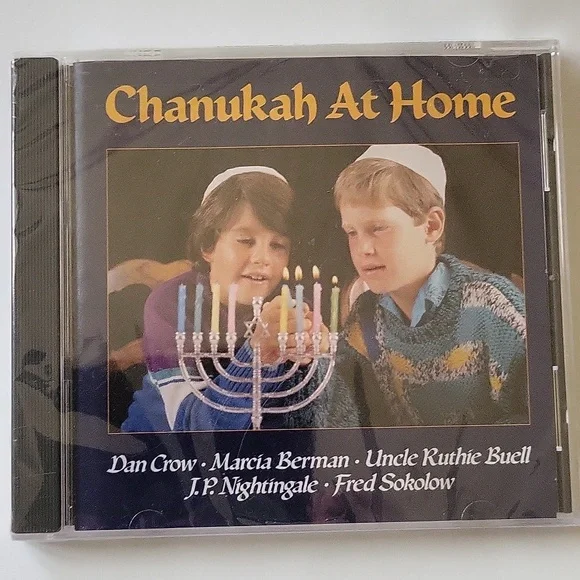 Chanukah At Home
Dan Crow · Marcia Berman · Uncle Ruthie Buell
J.P. Nightingale · Fred Sokolow